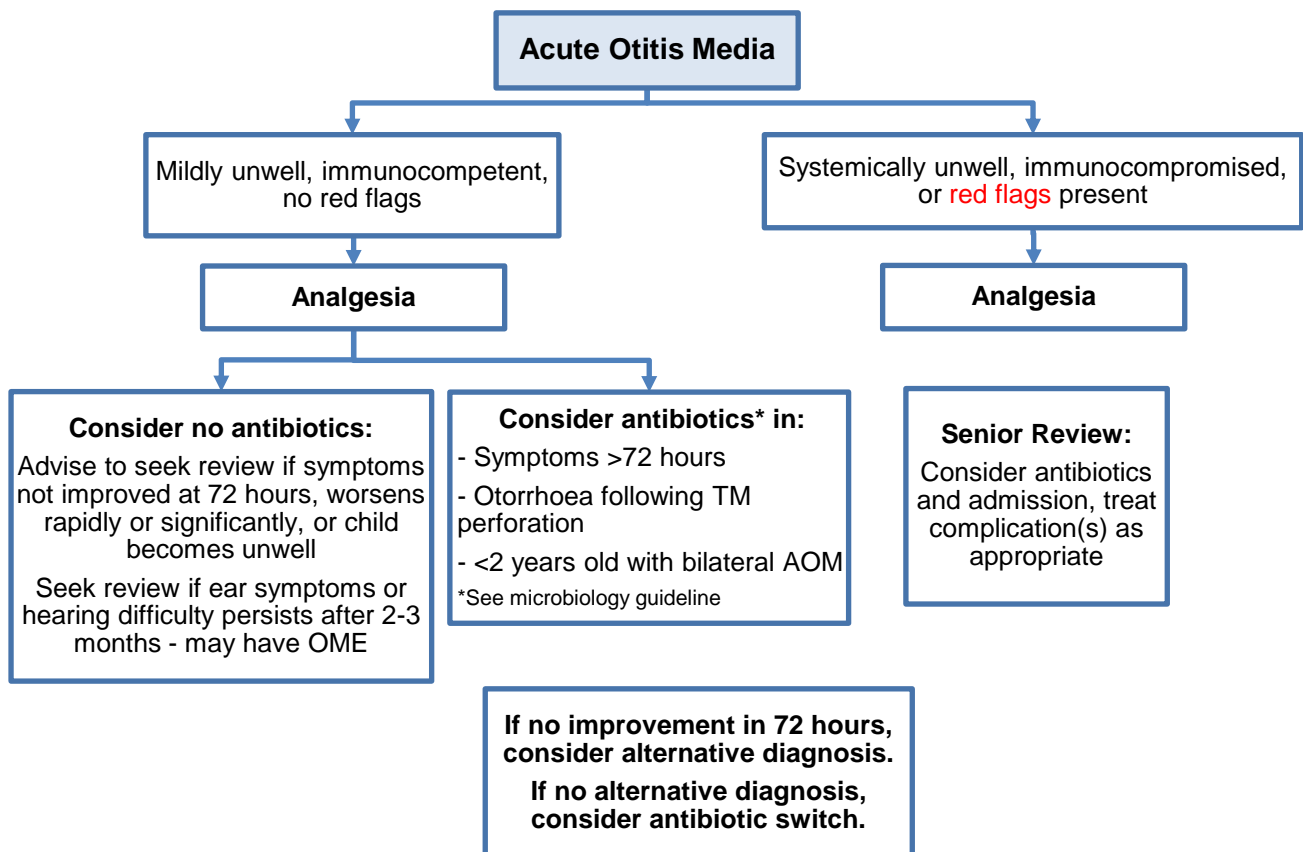 Acute Otitis Media
Mildly unwell, immunocompetent,
no red flags
Systemically unwell, immunocompromised,
or red flags present
Analgesia
Analgesia
Consider no antibiotics:
Advise to seek review if symptoms
not improved at 72 hours, worsens
rapidly or significantly, or child
becomes unwell
Seek review if ear symptoms or
hearing difficulty persists after 2-3
months - may have OME
Consider antibiotics* in:
- Symptoms >72 hours
- Otorrhoea following TM
perforation
- <2 years old with bilateral AOM
*See microbiology guideline
Senior Review:
Consider antibiotics
and admission, treat
complication(s) as
appropriate
If no improvement in 72 hours,
consider alternative diagnosis.
If no alternative diagnosis,
consider antibiotic switch.